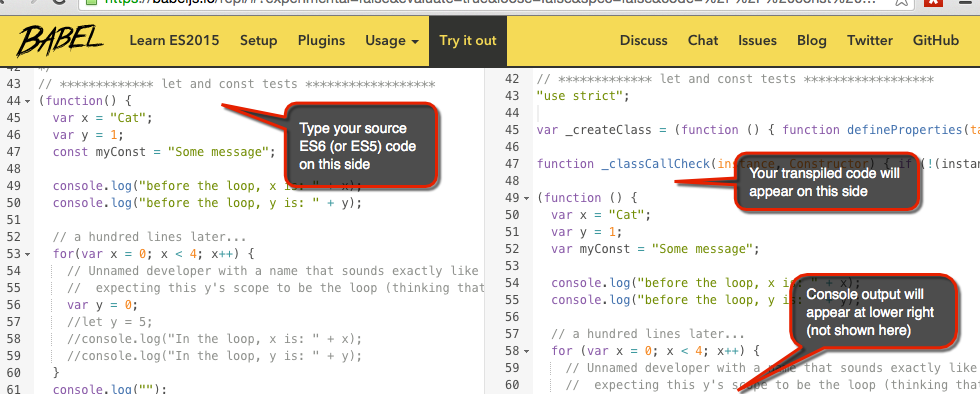 https://babeljs.io/repl/#?experimental=false&evaluate=true&loose=false&spec=false&code=%2F*%2F%20const%20...
BABEL Learn ES2015 Setup Plugins Usage Try it out Discuss Chat Issues Blog Twitter GitHub
42 */
43 // ************* let and const tests ******************
44 (function() {
45 var x = "Cat";
46 var y = 1;
47 const myConst = "Some message";
48
49 console.log("before the loop, x is: " + x);
50 console.log("before the loop, y is: " + y);
51
52 // a hundred lines later...
53 for(var x = 0; x < 4; x++) {
54 // Unnamed developer with a name that sounds exactly like
55 // expecting this y's scope to be the loop (thinking that
56 var y = 0;
57 //let y = 5;
58 //console.log("In the loop, x is: " + x);
59 //console.log("In the loop, y is: " + y);
60 }
61 console.log("");
Type your source
ES6 (or ES5) code
on this side
42 // ************* let and const tests ******************
43 "use strict";
44
45 var _createClass = (function () { function defineProperties(ta
46
47 function _classCallCheck(instance, Constructor) { if (!(instan
48
49 (function () {
50 var x = "Cat";
51 var y = 1;
52 var myConst = "Some message";
53
54 console.log("before the loop, x is: " + x);
55 console.log("before the loop, y is: " + y);
56
57 // a hundred lines later...
58 for (var x = 0; x < 4; x++) {
59 // Unnamed developer with a name that sounds exactly like
60 // expecting this y's scope to be the loop (thinking that
Your transpiled code will
appear on this side
Console output will
appear at lower right
(not shown here)